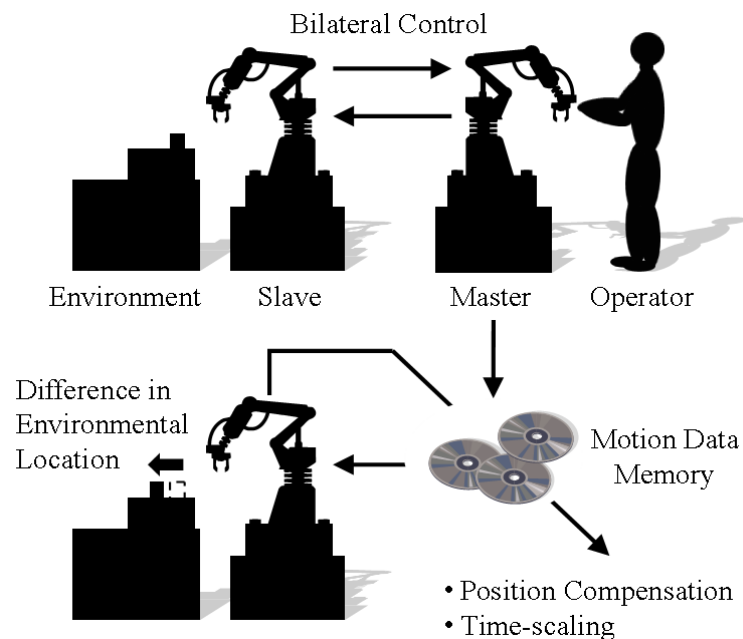 Bilateral Control
Environment
Slave
Master
Operator
Difference in
Environmental
Location
Motion Data
Memory
• Position Compensation
• Time-scaling